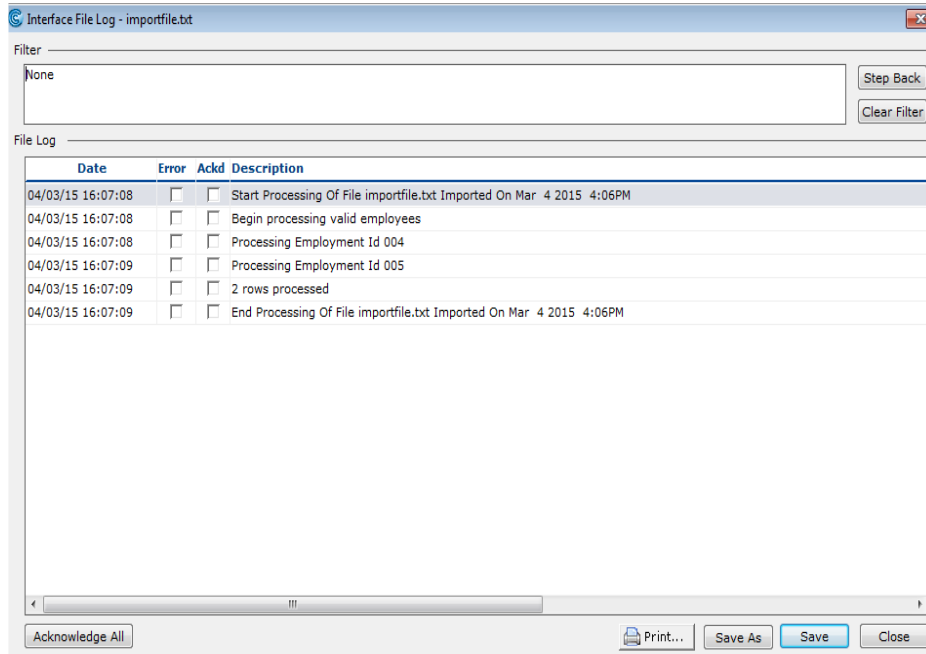 Interface File Log - importfile.txt
Filter
None
Step Back
Clear Filter
File Log
Date Error Ackd Description
04/03/15 16:07:08 Start Processing Of File importfile.txt Imported On Mar  4 2015  4:06PM
04/03/15 16:07:08 Begin processing valid employees
04/03/15 16:07:08 Processing Employment Id 004
04/03/15 16:07:09 Processing Employment Id 005
04/03/15 16:07:09 2 rows processed
04/03/15 16:07:09 End Processing Of File importfile.txt Imported On Mar  4 2015  4:06PM
Acknowledge All Print... Save As Save Close